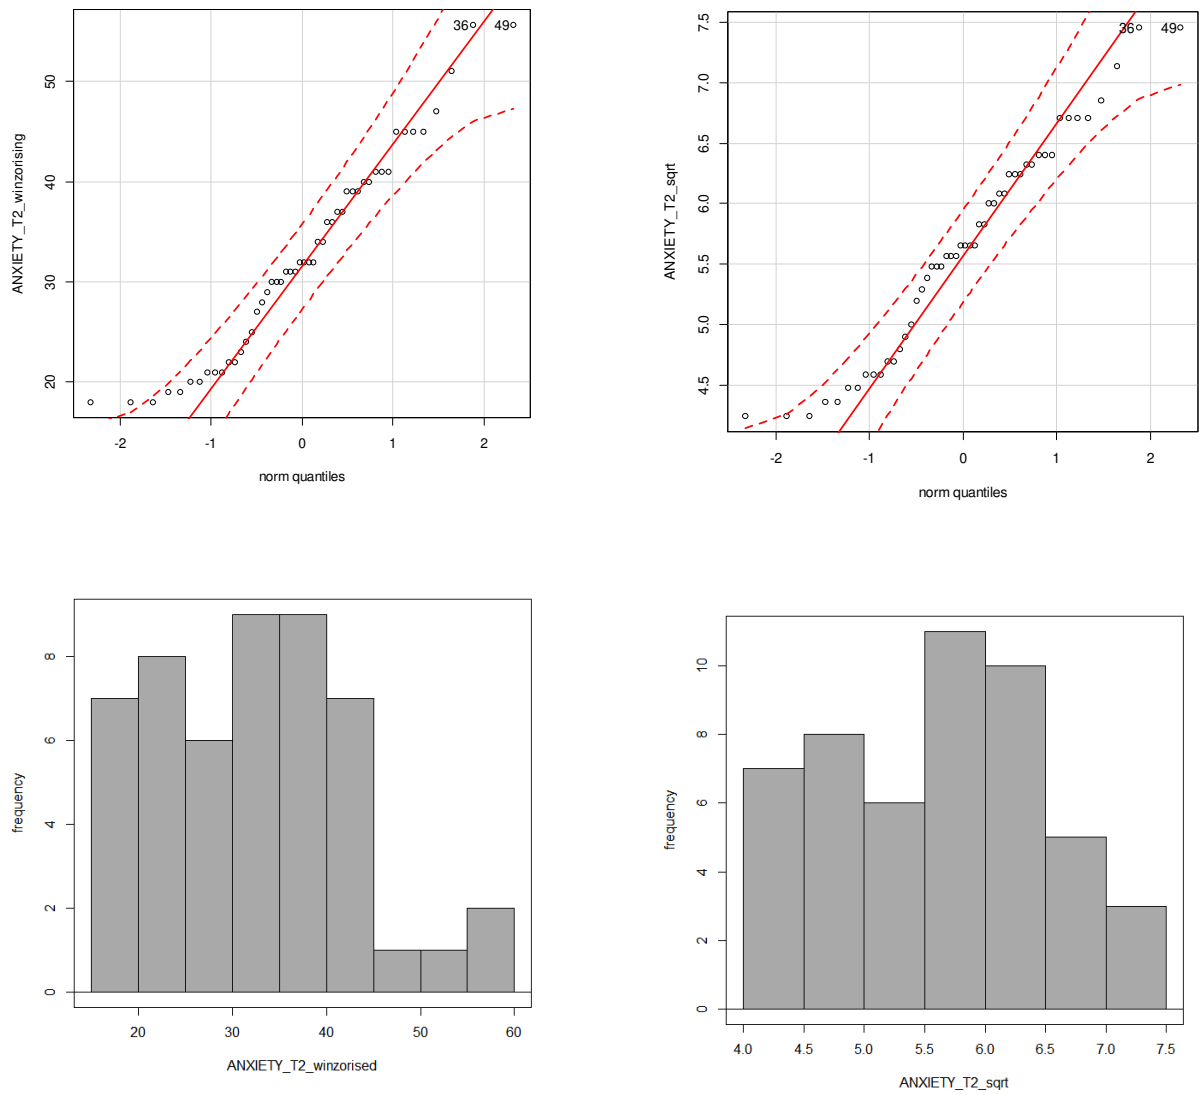 ANXIETY_T2_winzorising
50
40
30
20
36 49
-2 -1 0 1 2
norm quantiles
ANXIETY_T2_sqrt
7.5
7.0
6.5
6.0
5.5
5.0
4.5
36 49
-2 -1 0 1 2
norm quantiles
frequency
8
6
4
2
0
20 30 40 50 60
ANXIETY_T2_winzorised
frequency
10
8
6
4
2
0
4.0 4.5 5.0 5.5 6.0 6.5 7.0 7.5
ANXIETY_T2_sqrt